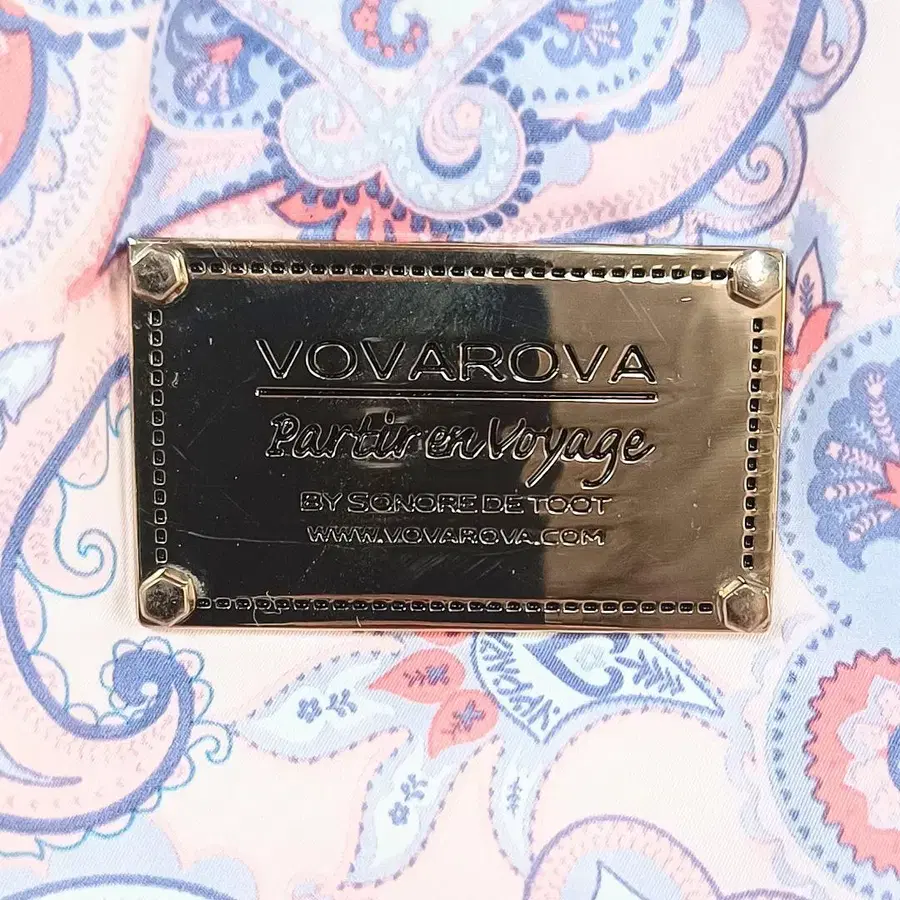 VOVAROVA
Partir en Voyage
BY SONORE DE TOOT
WWW.VOVAROVA.COM